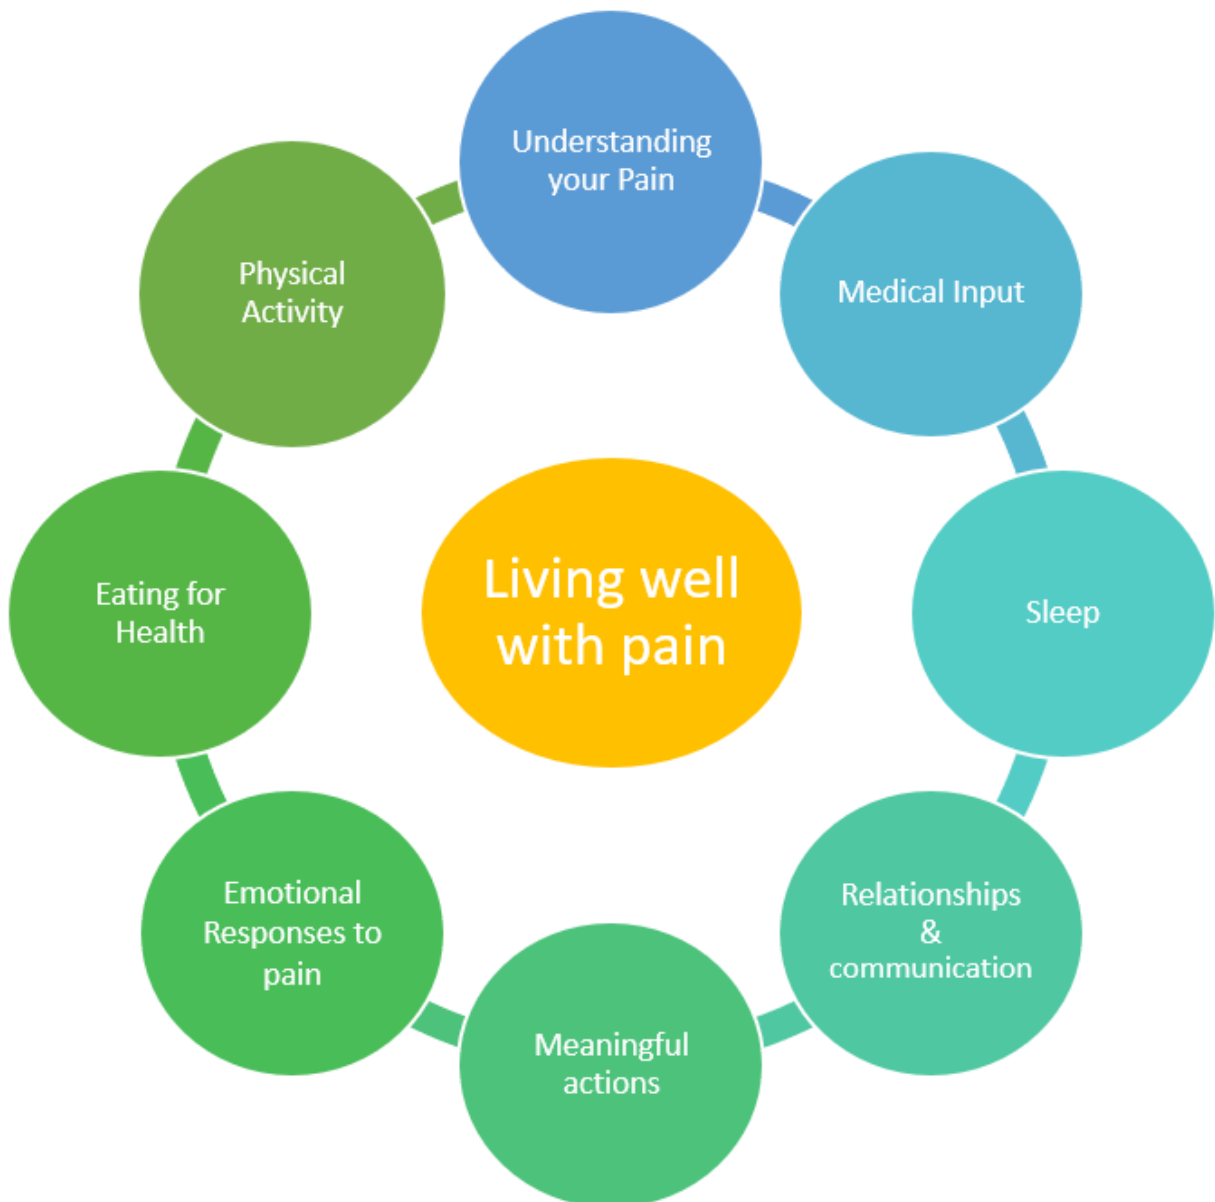 Understanding
your Pain
Medical Input
Sleep
Relationships
&
communication
Meaningful
actions
Emotional
Responses to
pain
Eating for
Health
Physical
Activity
Living well
with pain